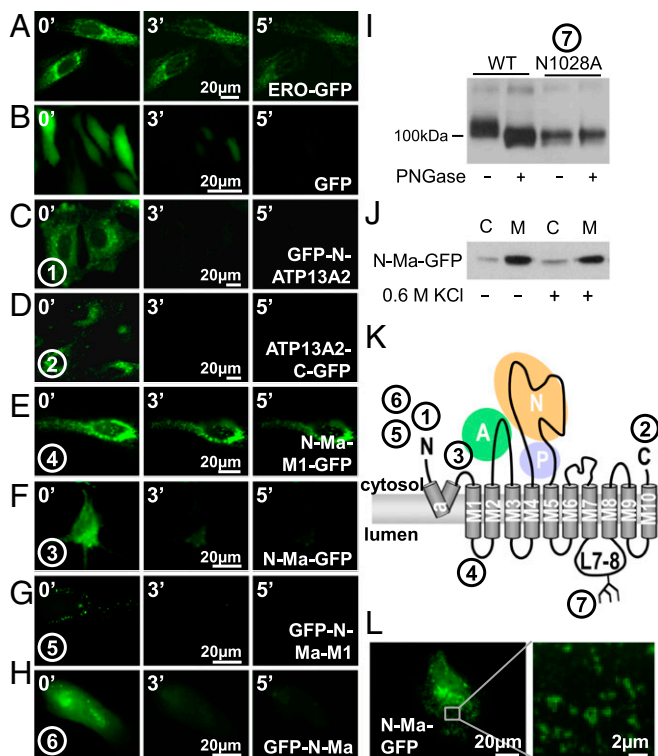 A
0’
3’
5’
20μm
ERO-GFP
B
0’
3’
5’
20μm
GFP
C
0’
3’
5’
1
20μm
GFP-N-
ATP13A2
D
0’
3’
5’
2
20μm
ATP13A2-
C-GFP
E
0’
3’
5’
4
20μm
N-Ma-
M1-GFP
F
0’
3’
5’
3
20μm
N-Ma-GFP
G
0’
3’
5’
5
20μm
GFP-N-
Ma-M1
H
0’
3’
5’
6
20μm
GFP-N-Ma
I
7
WT N1028A
100kDa
PNGase - + - +
J
C M C M
N-Ma-GFP
0.6 M KCl - - + +
K
6
1
5
N
3
A
N
P
2
C
cytosol
a
M1 M2 M3 M4 M5 M6 M7 M8 M9 M10
lumen
4
L7-8
7
L
N-Ma-
GFP
20μm
2μm